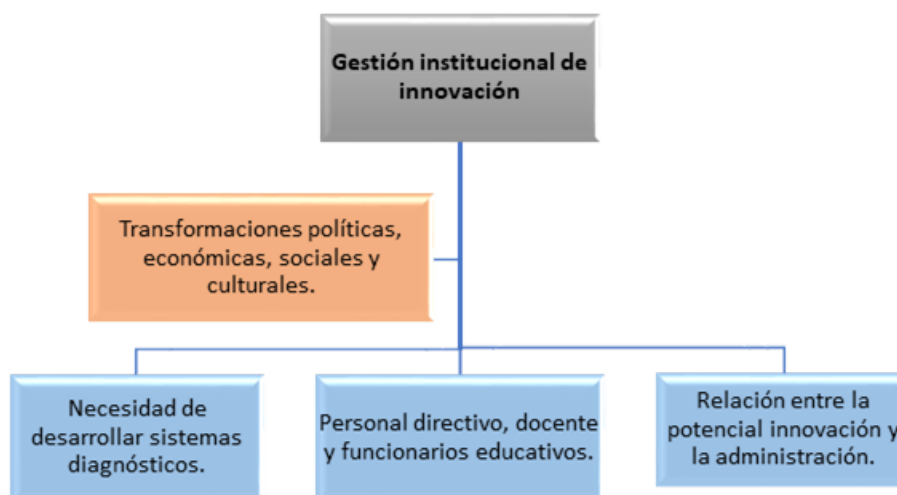 Gestión institucional de
innovación
Transformaciones políticas,
económicas, sociales y
culturales.
Necesidad de
desarrollar sistemas
diagnósticos.
Personal directivo, docente
y funcionarios educativos.
Relación entre la
potencial innovación y
la administración.